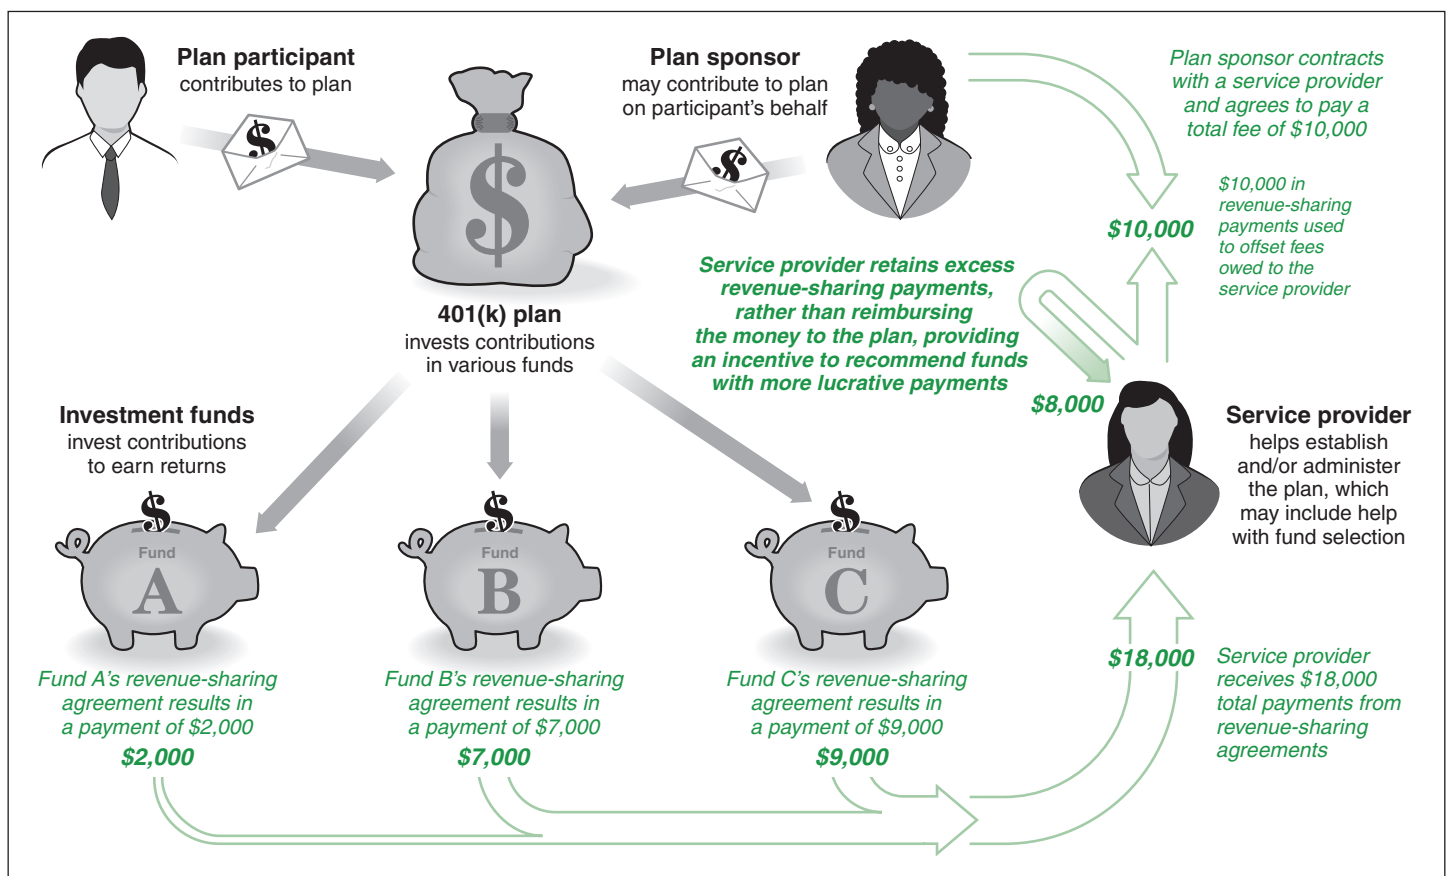 Plan participant
contributes to plan
$
$
Plan sponsor
may contribute to plan
on participant’s behalf
$
Plan sponsor contracts
with a service provider
and agrees to pay a
total fee of $10,000
$10,000
$10,000 in
revenue-sharing
payments used
to offset fees
owed to the
service provider
401(k) plan
invests contributions
in various funds
Service provider retains excess
revenue-sharing payments,
rather than reimbursing
the money to the plan, providing
an incentive to recommend funds
with more lucrative payments
$8,000
Service provider
helps establish
and/or administer
the plan, which
may include help
with fund selection
Investment funds
invest contributions
to earn returns
$
Fund
A
$
Fund
B
$
Fund
C
Fund A’s revenue-sharing
agreement results in
a payment of $2,000
$2,000
Fund B’s revenue-sharing
agreement results in
a payment of $7,000
$7,000
Fund C’s revenue-sharing
agreement results in
a payment of $9,000
$9,000
$18,000
Service provider
receives $18,000
total payments from
revenue-sharing
agreements